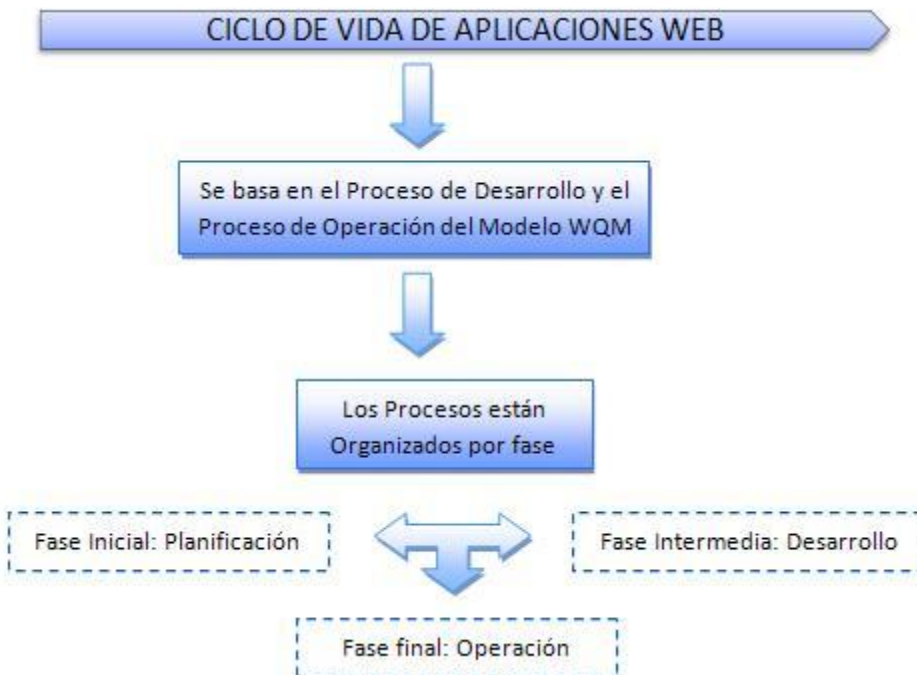 CICLO DE VIDA DE APLICACIONES WEB
Se basa en el Proceso de Desarrollo y el
Proceso de Operación del Modelo WQM
Los Procesos están
Organizados por fase
Fase Inicial: Planificación
Fase Intermedia: Desarrollo
Fase final: Operación